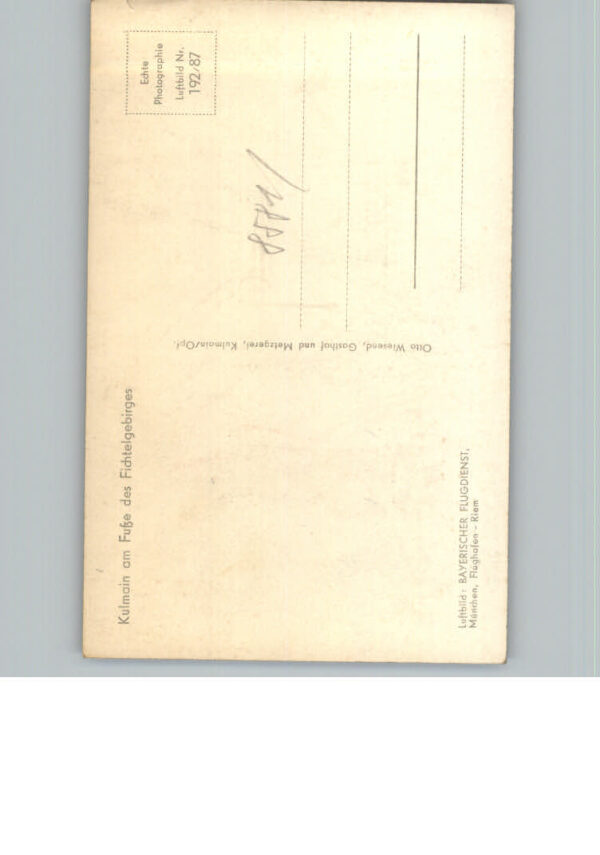 Kulmain am Fuße des Fichtelgebirges
Echte
Photographie
Luftbild Nr.
192/87
Otto Wiesend, Gasthof und Metzgerei, Kulmain/Opf.
Luftbild: BAYERISCHER FLUGDIENST,
München, Flughafen - Riem